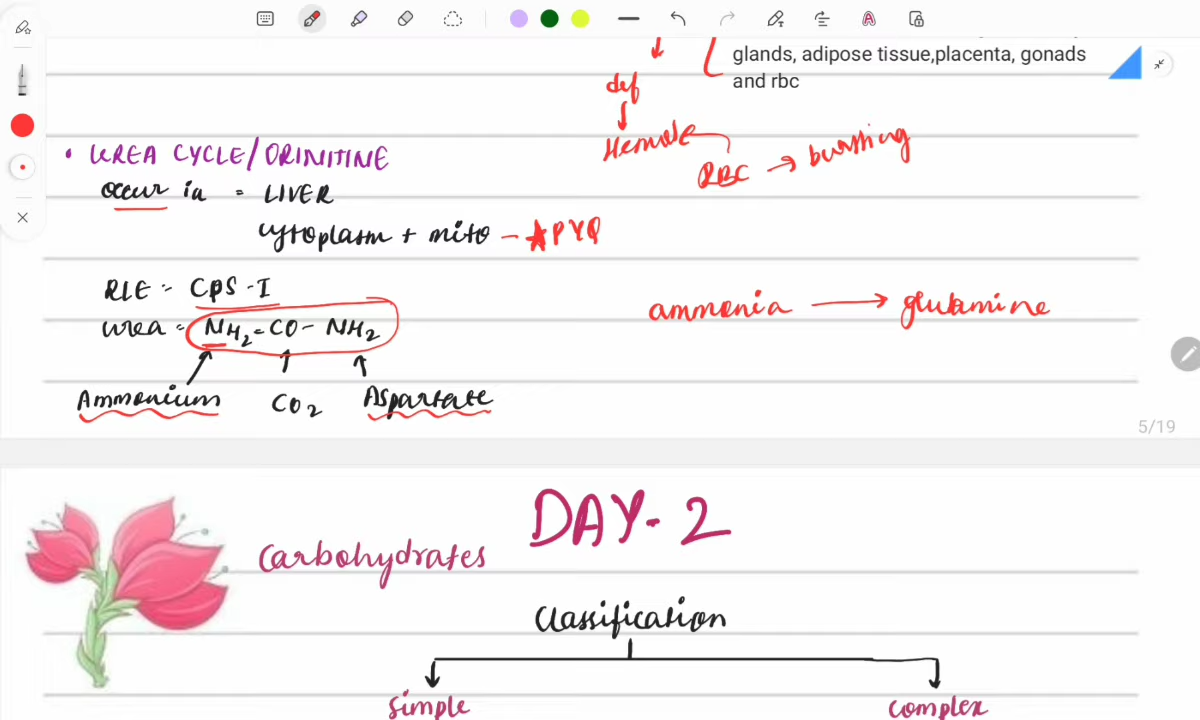 glands, adipose tissue,placenta, gonads
and rbc
def
Hemole
RBC → bursting
• UREA CYCLE/ORINITINE
occur in = LIVER
cytoplasm + mito - ★PYQ
RLE = CPS-I
urea = NH2=CO-NH2
ammonia → glutamine
Ammonium CO2 Aspartate
5/19
DAY-2
Carbohydrates
Classification
Simple complex